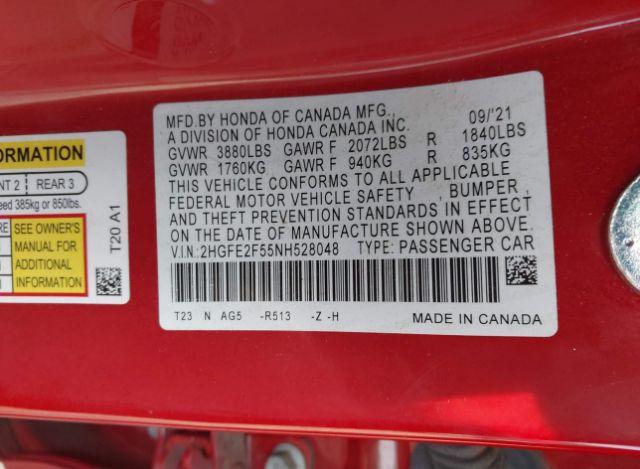 ORMATION
NT 2 REAR 3
eed 385kg or 850lbs.
RE SEE OWNER'S
MANUAL FOR
ADDITIONAL
INFORMATION
T20 A1
MFD.BY HONDA OF CANADA MFG., 09/'21
A DIVISION OF HONDA CANADA INC.
GVWR 3880LBS GAWR F 2072LBS R 1840LBS
GVWR 1760KG GAWR F 940KG R 835KG
THIS VEHICLE CONFORMS TO ALL APPLICABLE
FEDERAL MOTOR VEHICLE SAFETY , BUMPER ,
AND THEFT PREVENTION STANDARDS IN EFFECT
ON THE DATE OF MANUFACTURE SHOWN ABOVE.
V.I.N: 2HGFE2F55NH528048 TYPE: PASSENGER CAR
T23 N AG5 -R513 -Z -H MADE IN CANADA